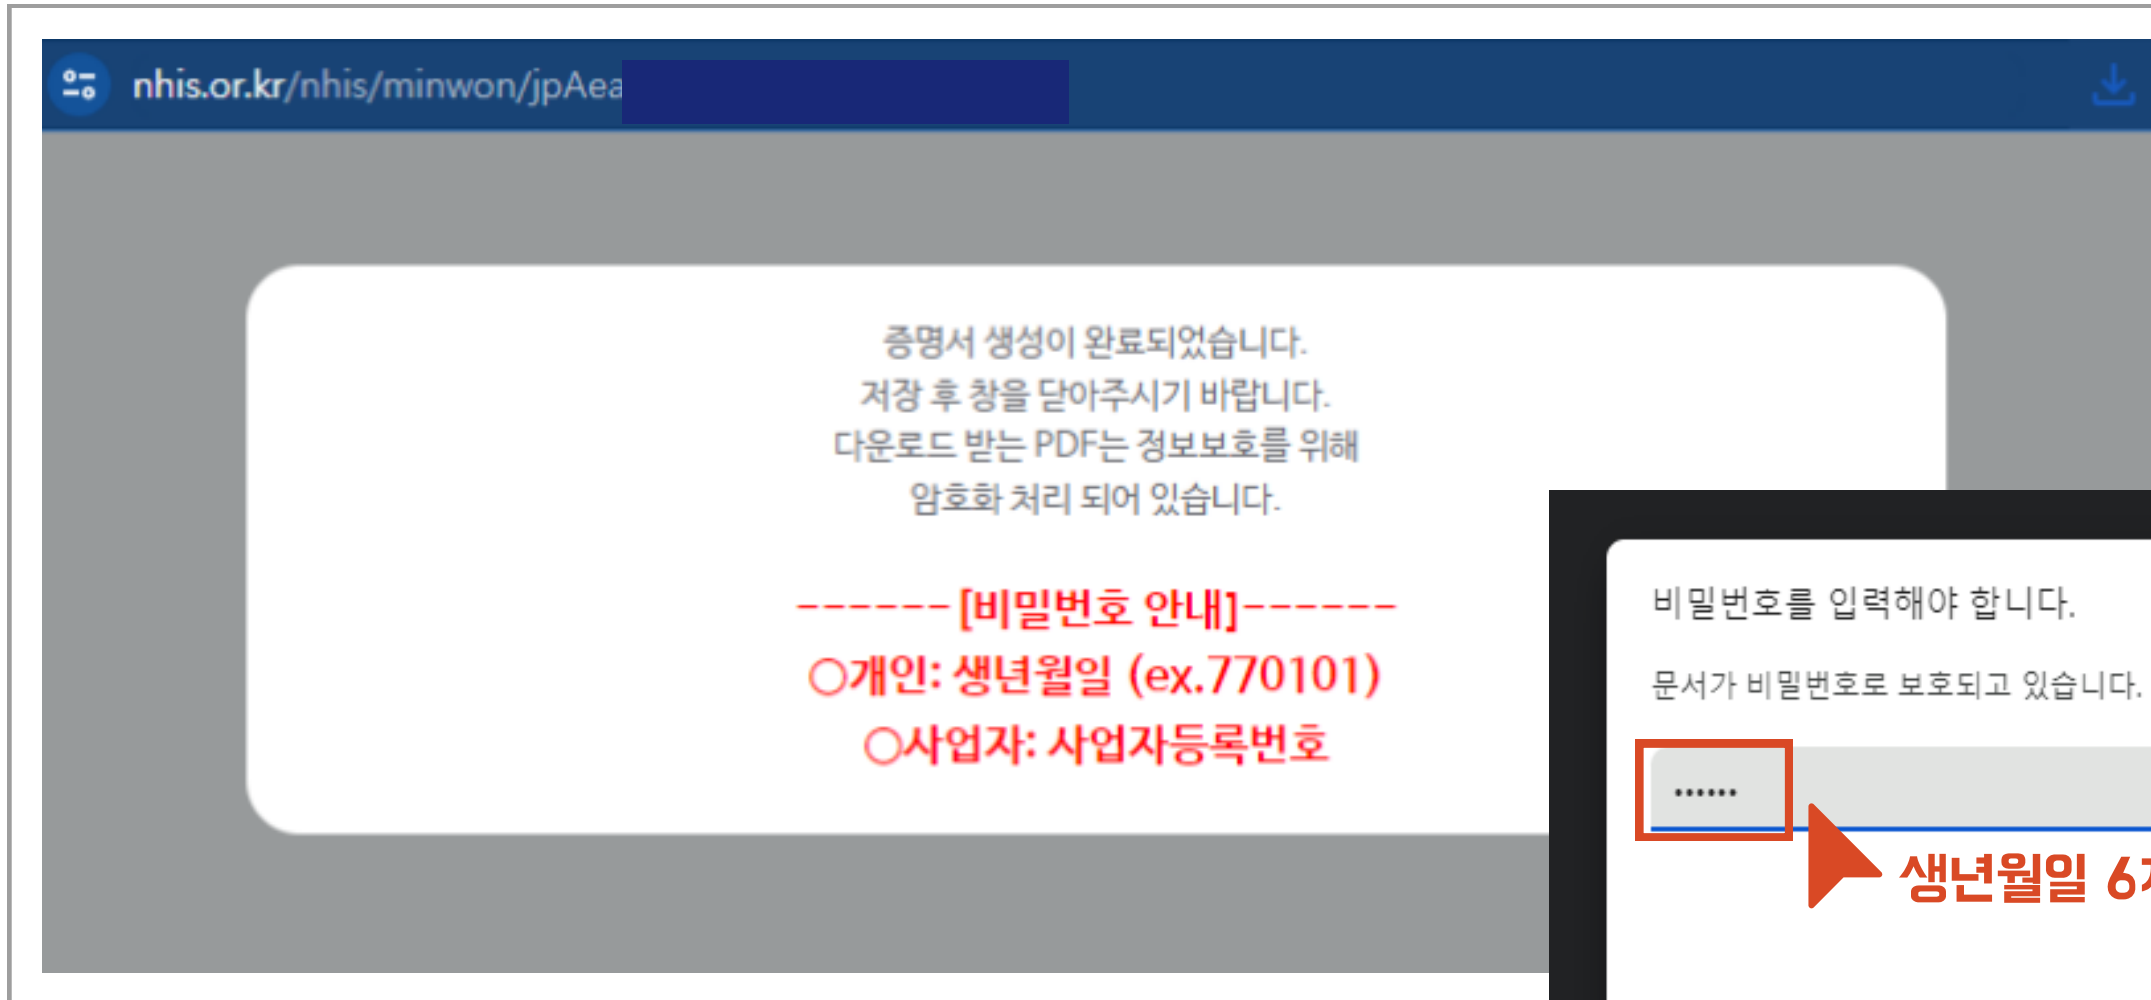 nhis.or.kr/nhis/minwon/jpAea
증명서 생성이 완료되었습니다.
저장 후 창을 닫아주시기 바랍니다.
다운로드 받는 PDF는 정보보호를 위해
암호화 처리 되어 있습니다.
------[비밀번호 안내]------
○개인: 생년월일 (ex.770101)
○사업자: 사업자등록번호
비밀번호를 입력해야 합니다.
문서가 비밀번호로 보호되고 있습니다.
••••••
생년월일 6